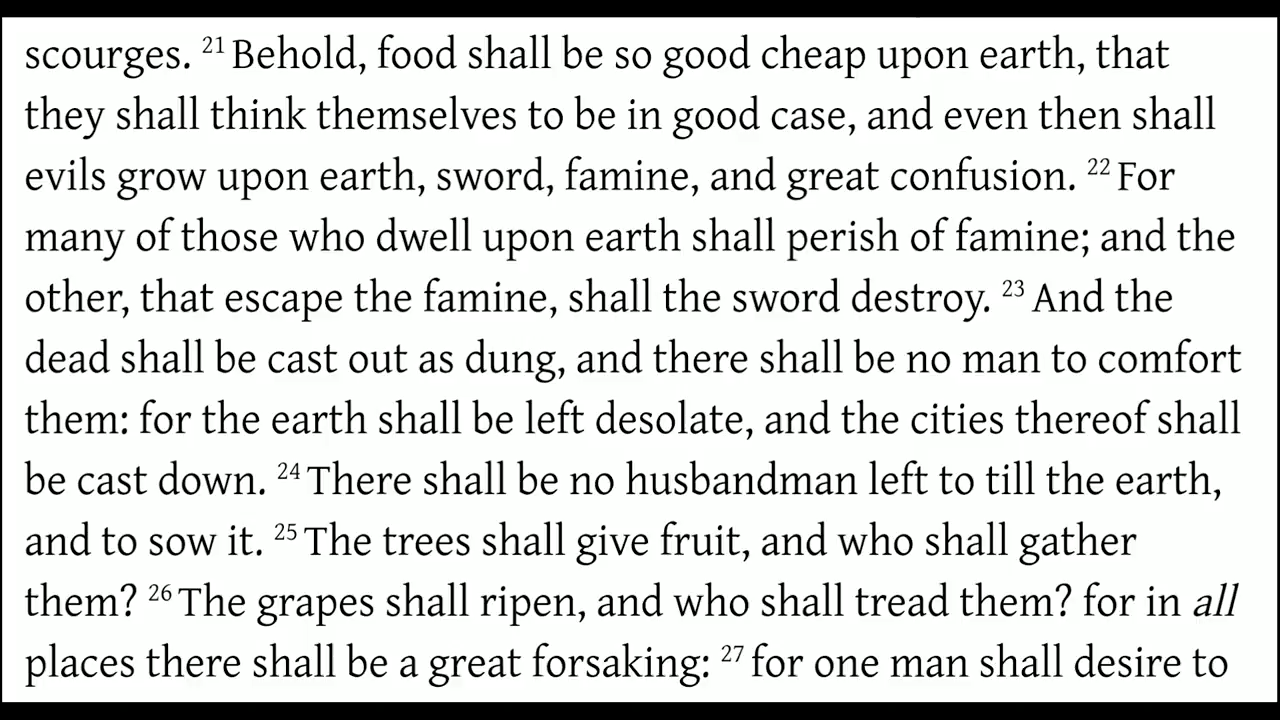 scourges. 21 Behold, food shall be so good cheap upon earth, that
they shall think themselves to be in good case, and even then shall
evils grow upon earth, sword, famine, and great confusion. 22 For
many of those who dwell upon earth shall perish of famine; and the
other, that escape the famine, shall the sword destroy. 23 And the
dead shall be cast out as dung, and there shall be no man to comfort
them: for the earth shall be left desolate, and the cities thereof shall
be cast down. 24 There shall be no husbandman left to till the earth,
and to sow it. 25 The trees shall give fruit, and who shall gather
them? 26 The grapes shall ripen, and who shall tread them? for in all
places there shall be a great forsaking: 27 for one man shall desire to